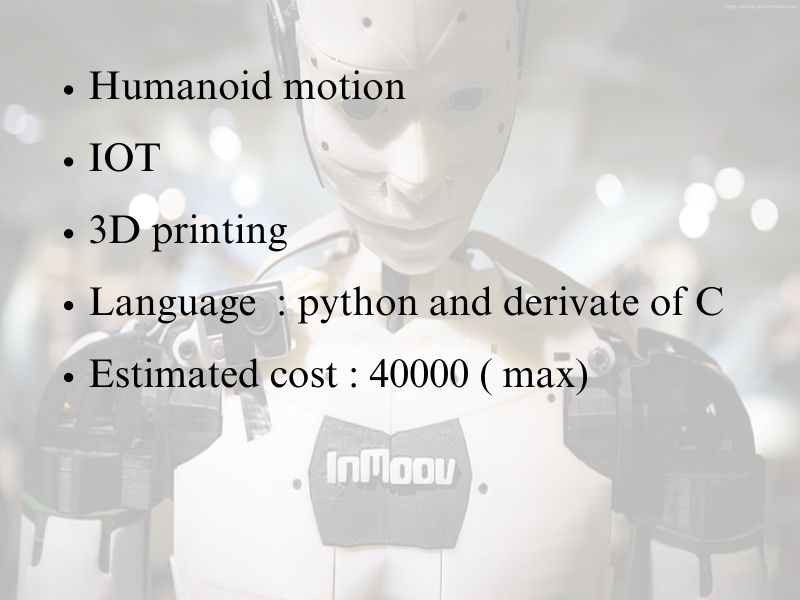 • Humanoid motion
• IOT
• 3D printing
• Language : python and derivate of C
• Estimated cost : 40000 ( max)
InMoov